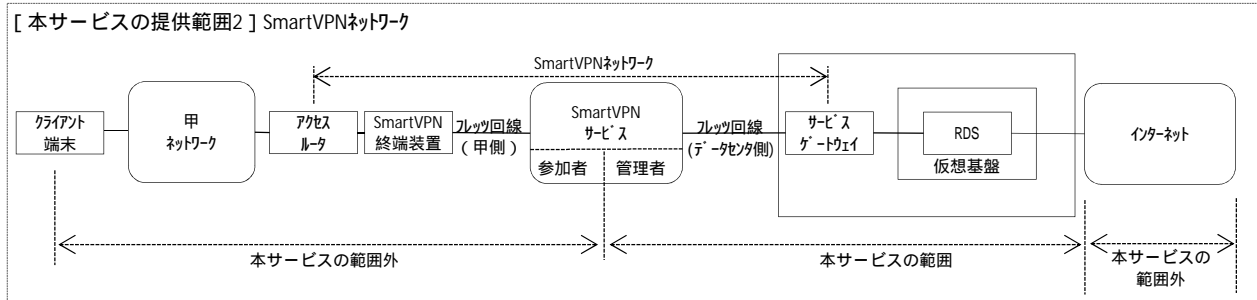 [ 本サービスの提供範囲2 ] SmartVPNネットワーク
SmartVPNネットワーク
クライアント
端末
甲
ネットワーク
アクセス
ルータ
SmartVPN
終端装置
フレッツ回線
(甲側)
SmartVPN
サービス
参加者
管理者
フレッツ回線
(データセンタ側)
サービス
ゲートウェイ
RDS
仮想基盤
インターネット
本サービスの範囲外
本サービスの範囲
本サービスの
範囲外